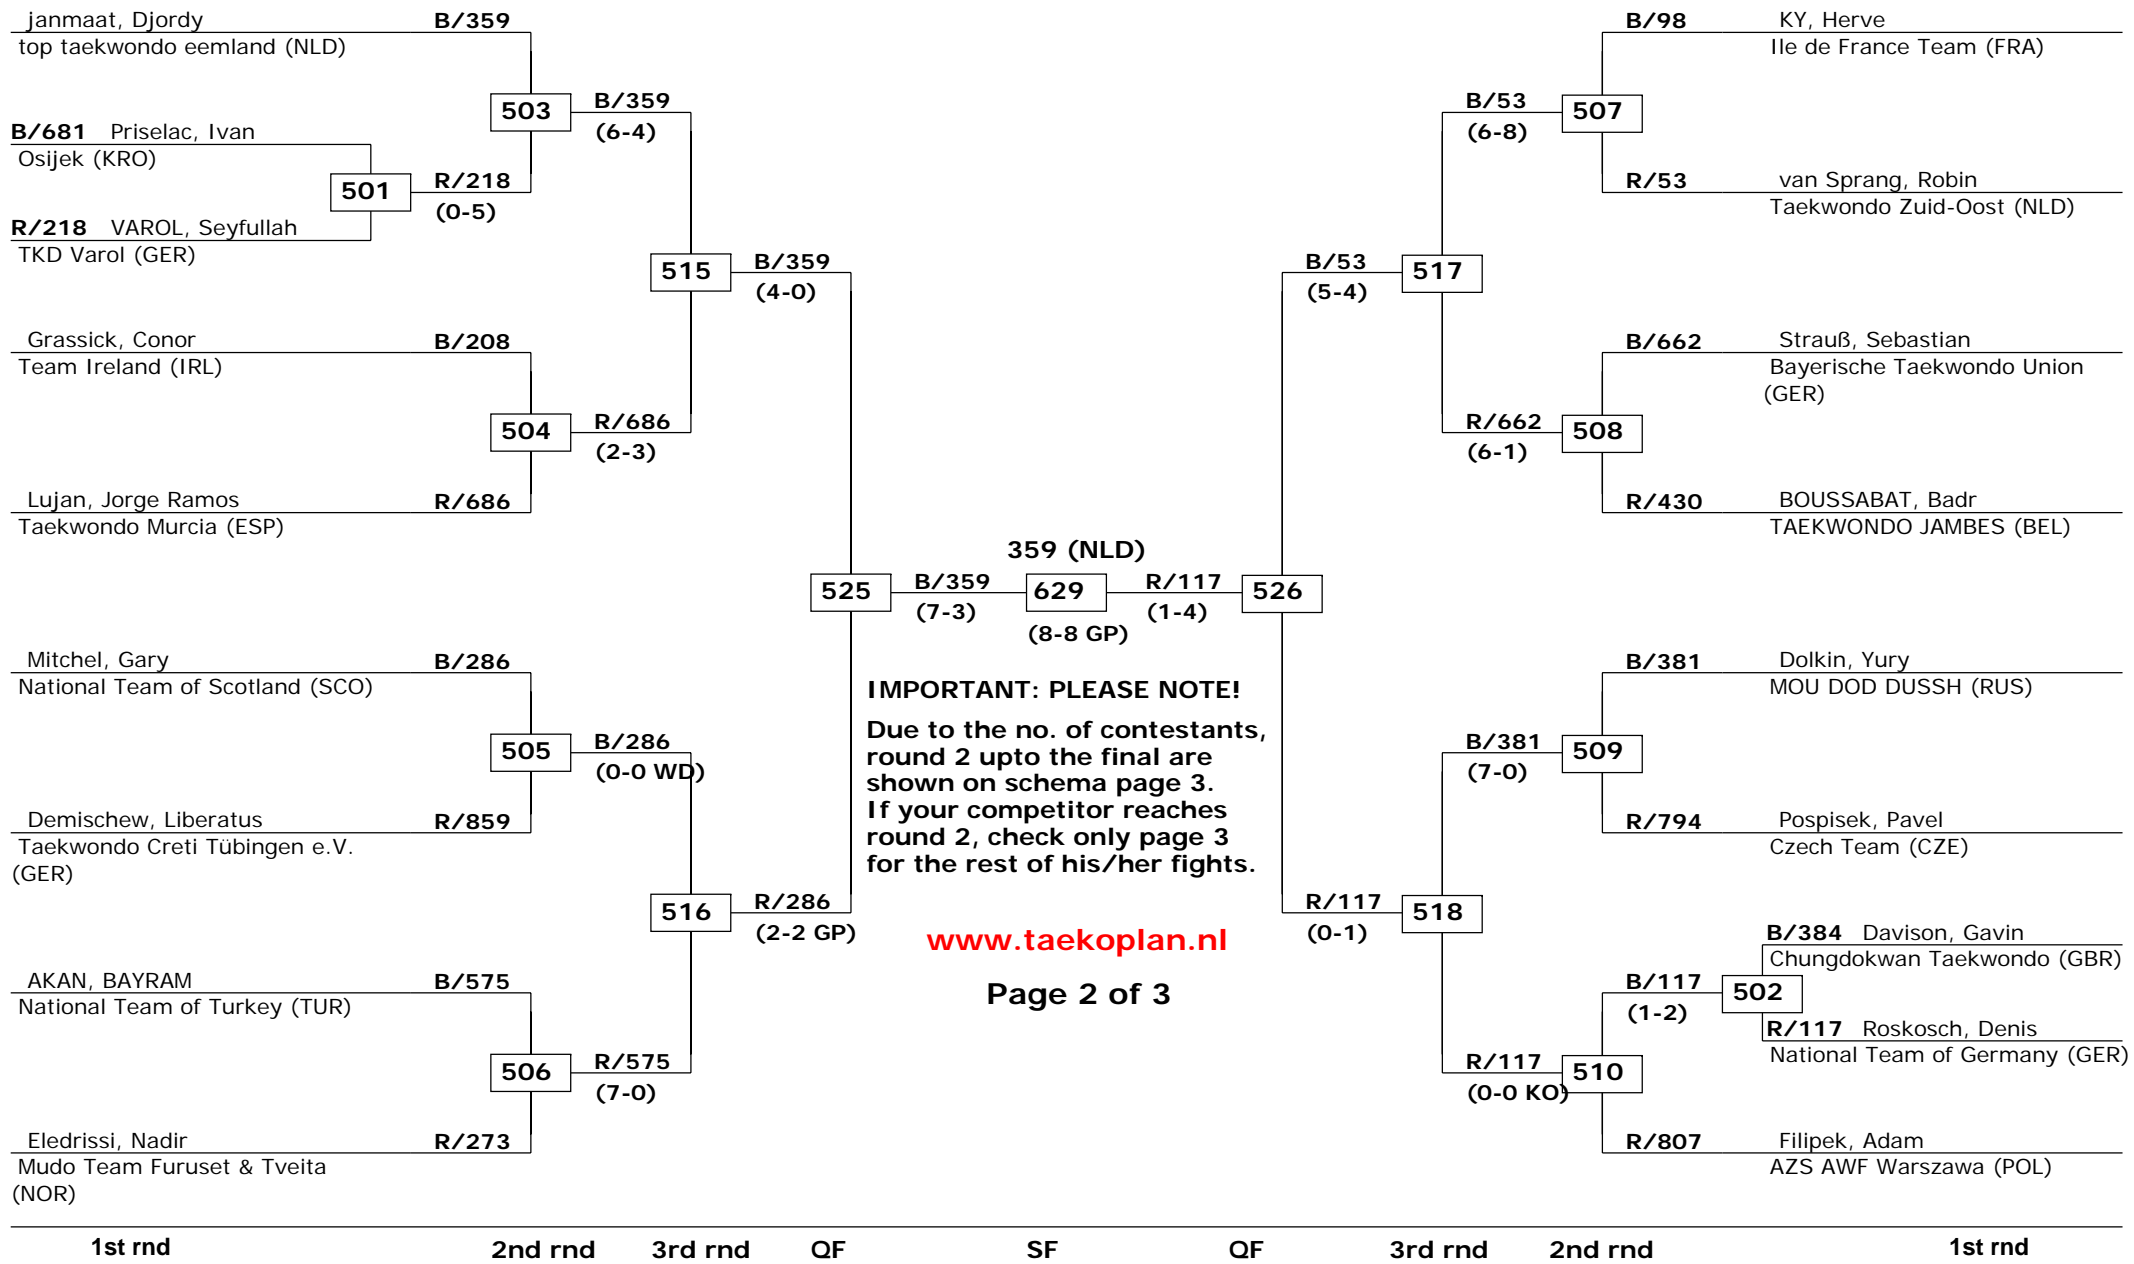 janmaat, Djordy B/359
top taekwondo eemland (NLD)
503
B/359
(6-4)
B/681 Priselac, Ivan
Osijek (KRO)
501
R/218
(0-5)
R/218 VAROL, Seyfullah
TKD Varol (GER)
515
B/359
(4-0)
Grassick, Conor B/208
Team Ireland (IRL)
504
R/686
(2-3)
Lujan, Jorge Ramos R/686
Taekwondo Murcia (ESP)
525
B/359
(7-3)
Mitchel, Gary B/286
National Team of Scotland (SCO)
505
B/286
(0-0 WD)
Demischew, Liberatus R/859
Taekwondo Creti Tübingen e.V.
(GER)
516
R/286
(2-2 GP)
AKAN, BAYRAM B/575
National Team of Turkey (TUR)
506
R/575
(7-0)
Eledrissi, Nadir R/273
Mudo Team Furuset & Tveita
(NOR)
359 (NLD)
629
(8-8 GP)
IMPORTANT: PLEASE NOTE!
Due to the no. of contestants,
round 2 upto the final are
shown on schema page 3.
If your competitor reaches
round 2, check only page 3
for the rest of his/her fights.
www.taekoplan.nl
Page 2 of 3
B/98 KY, Herve
Ile de France Team (FRA)
B/53
(6-8)
507
R/53 van Sprang, Robin
Taekwondo Zuid-Oost (NLD)
B/53
(5-4)
517
B/662 Strauß, Sebastian
Bayerische Taekwondo Union
(GER)
R/662
(6-1)
508
R/430 BOUSSABAT, Badr
TAEKWONDO JAMBES (BEL)
R/117
(1-4)
526
B/381 Dolkin, Yury
MOU DOD DUSSH (RUS)
B/381
(7-0)
509
R/794 Pospisek, Pavel
Czech Team (CZE)
R/117
(0-1)
518
B/384 Davison, Gavin
Chungdokwan Taekwondo (GBR)
B/117
(1-2)
502
R/117 Roskosch, Denis
National Team of Germany (GER)
R/117
(0-0 KO)
510
R/807 Filipek, Adam
AZS AWF Warszawa (POL)
1st rnd 2nd rnd 3rd rnd QF SF QF 3rd rnd 2nd rnd 1st rnd